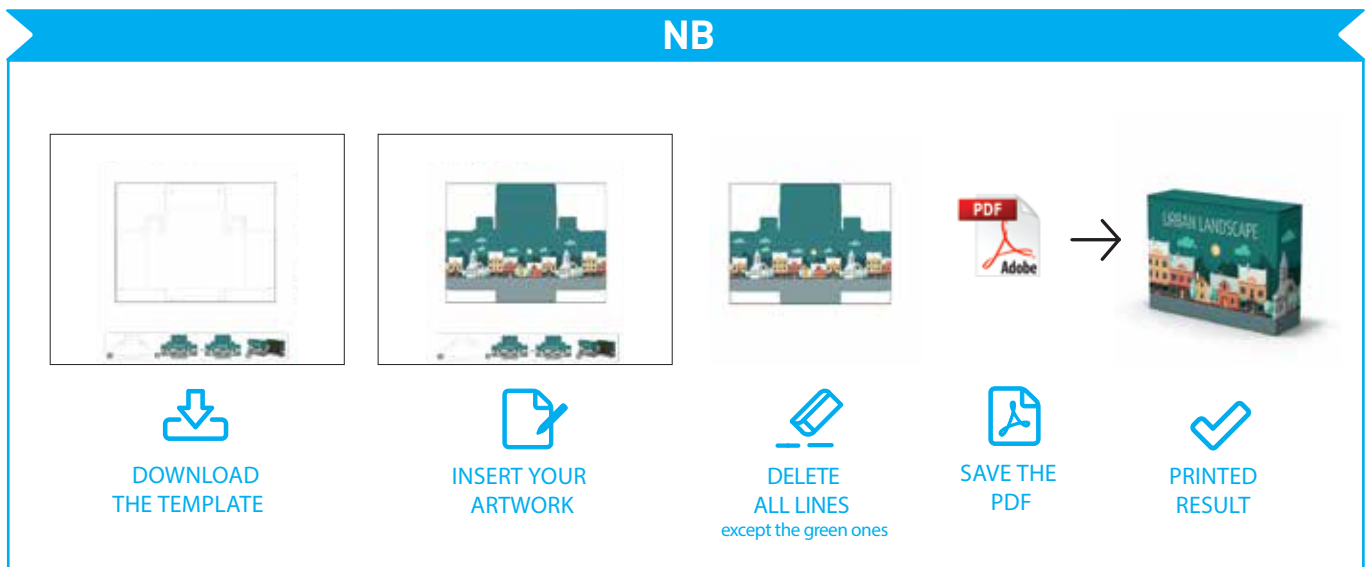 NB
PDF
Adobe
URBAN LANDSCAPE
DOWNLOAD
THE TEMPLATE
INSERT YOUR
ARTWORK
DELETE
ALL LINES
except the green ones
SAVE THE
PDF
PRINTED
RESULT